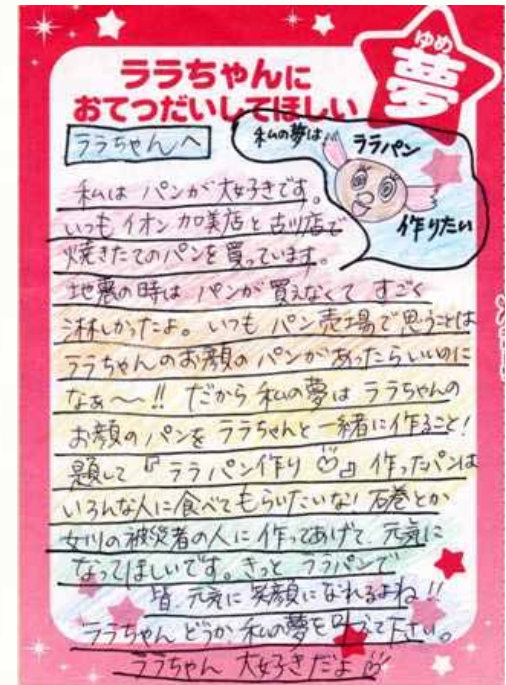 ゆめ
夢
ララちゃんに
おてつだいしてほしい
ララちゃんへ
私の夢は
ララパン
作りたい
私は パンが大好きです。
いつも イオン 加美店と古川店で
焼きたてのパンを買っています。
地震の時は パンが買えなくて すごく
淋しかったよ。いつも パン売場で思うことは
ララちゃんのお顔のパンがあったらいいのに
なぁ〜〜!! だから 私の夢は ララちゃんの
お顔のパンを ララちゃんと一緒に作ること!
題して『ララパン作り』作ったパンは
いろんな人に食べてもらいたいな! 石巻とか
女川の被災者の人に作ってあげて、元気に
なってほしいです。きっと ララパンで
皆、元気に 笑顔になれるよね!!
ララちゃん どうか 私の夢を叶えて下さい。
ララちゃん 大好きだよ